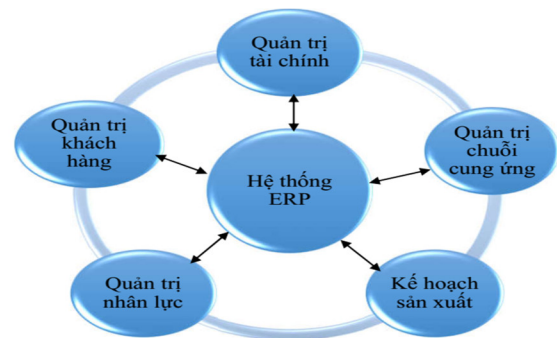 Quản trị
tài chính
Quản trị
khách
hàng
Quản trị
chuỗi
cung ứng
Hệ thống
ERP
Quản trị
nhân lực
Kế hoạch
sản xuất